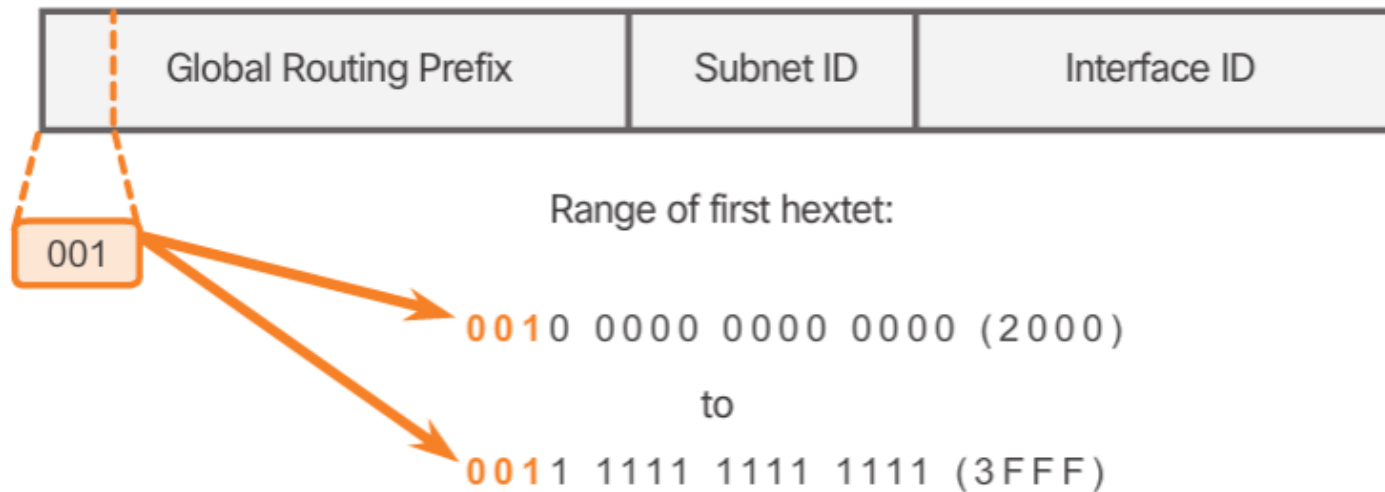 Global Routing Prefix Subnet ID Interface ID
Range of first hextet:
001
0010 0000 0000 0000 (2000)
to
0011 1111 1111 1111 (3FFF)